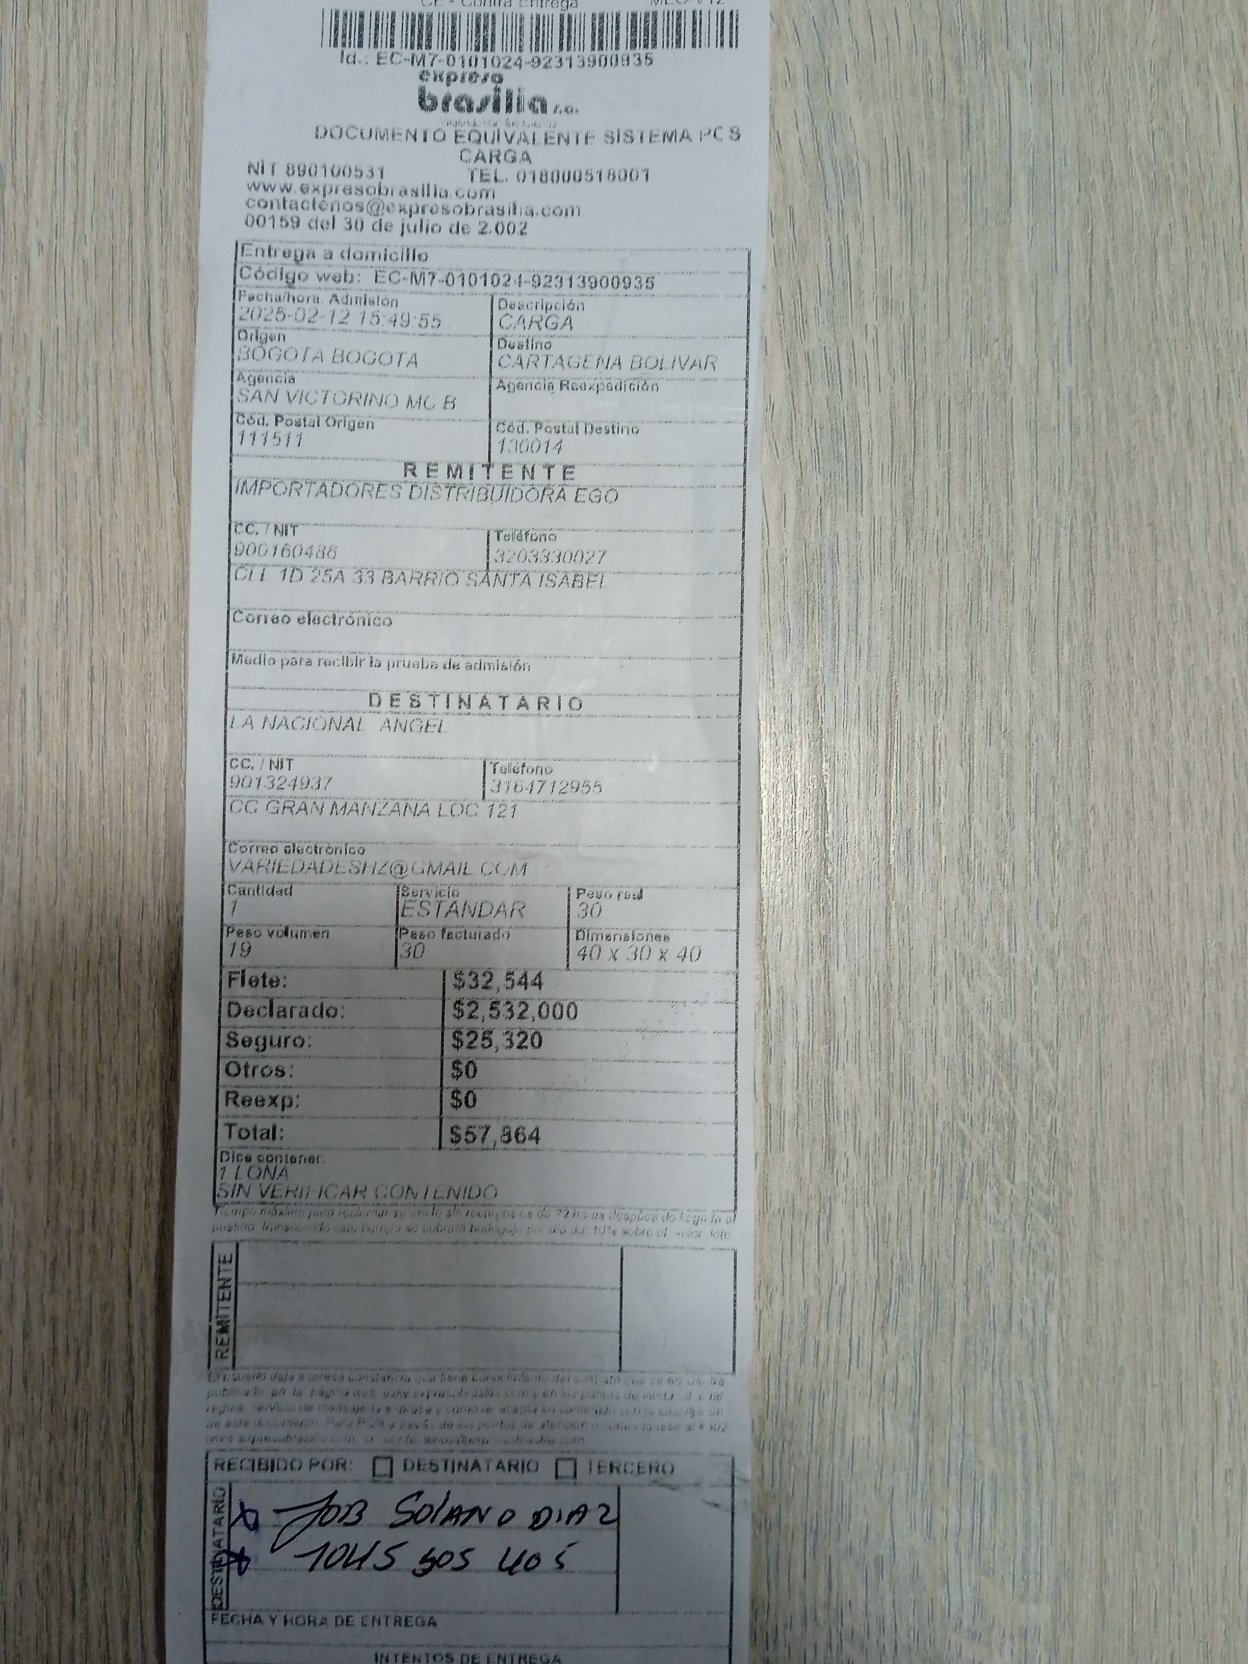 CE - Contra Entrega
Id.: EC-M7-0101024-92313900935
expreso
brasilia s.a.
DOCUMENTO EQUIVALENTE SISTEMA PCS
CARGA
NIT 890100531 TEL. 018000518001
www.expresobrasilia.com
contactenos@expresobrasilia.com
00159 del 30 de julio de 2.002
Entrega a domicilio
Código web: EC-M7-0101024-92313900935
Fecha/hora. Admisión Descripción
2025-02-12 15:49:55 CARGA
Origen Destino
BOGOTA BOGOTA CARTAGENA BOLIVAR
Agencia Agencia Reexpedición
SAN VICTORINO MC B
Cód. Postal Origen Cód. Postal Destino
111511 130014
REMITENTE
IMPORTADORES DISTRIBUIDORA EGO
CC. / NIT Teléfono
900160486 3203330027
CLL 1D 25A 33 BARRIO SANTA ISABEL
Correo electrónico
Medio para recibir la prueba de admisión
DESTINATARIO
LA NACIONAL ANGEL
CC. / NIT Teléfono
901324937 3164712955
CC GRAN MANZANA LOC 121
Correo electrónico
VARIEDADESHZ@GMAIL.COM
Cantidad Servicio Peso real
1 ESTANDAR 30
Peso volumen Peso facturado Dimensiones
19 30 40 x 30 x 40
Flete: $32,544
Declarado: $2,532,000
Seguro: $25,320
Otros: $0
Reexp: $0
Total: $57,864
Dice contener.
1 LONA
SIN VERIFICAR CONTENIDO
REMITENTE
RECIBIDO POR: DESTINATARIO TERCERO
DESTINATARIO
x JOB SOLANO DIAZ
x 1045 505 405
FECHA Y HORA DE ENTREGA
INTENTOS DE ENTREGA